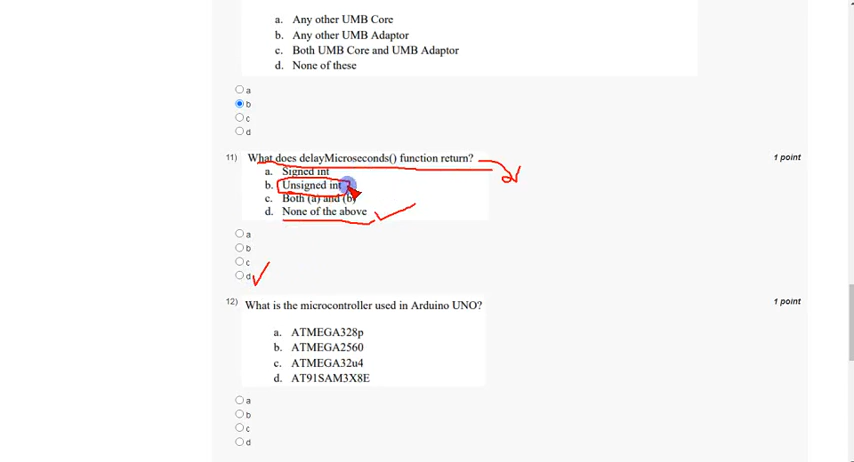 a. Any other UMB Core
b. Any other UMB Adaptor
c. Both UMB Core and UMB Adaptor
d. None of these
a
b
c
d
11) What does delayMicroseconds() function return? 1 point
a. Signed int
b. Unsigned int
c. Both (a) and (b)
d. None of the above
a
b
c
d
12) What is the microcontroller used in Arduino UNO? 1 point
a. ATMEGA328p
b. ATMEGA2560
c. ATMEGA32u4
d. AT91SAM3X8E
a
b
c
d